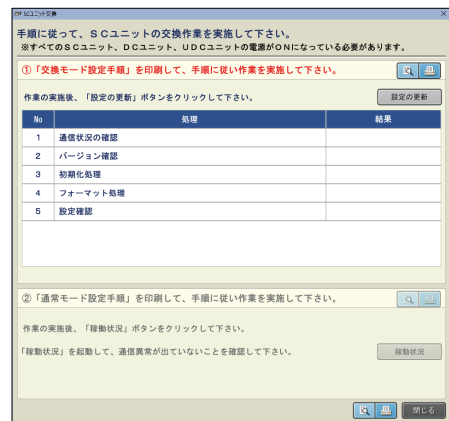 SCユニット交換
手順に従って、ＳＣユニットの交換作業を実施して下さい。
※すべてのＳＣユニット、ＤＣユニット、ＵＤＣユニットの電源がＯＮになっている必要があります。
①「交換モード設定手順」を印刷して、手順に従い作業を実施して下さい。
作業の実施後、「設定の更新」ボタンをクリックして下さい。
設定の更新
No 処理 結果
1 通信状況の確認
2 バージョン確認
3 初期化処理
4 フォーマット処理
5 設定確認
②「通常モード設定手順」を印刷して、手順に従い作業を実施して下さい。
作業の実施後、「稼働状況」ボタンをクリックして下さい。
「稼動状況」を起動して、通信異常が出ていないことを確認して下さい。
稼動状況
閉じる